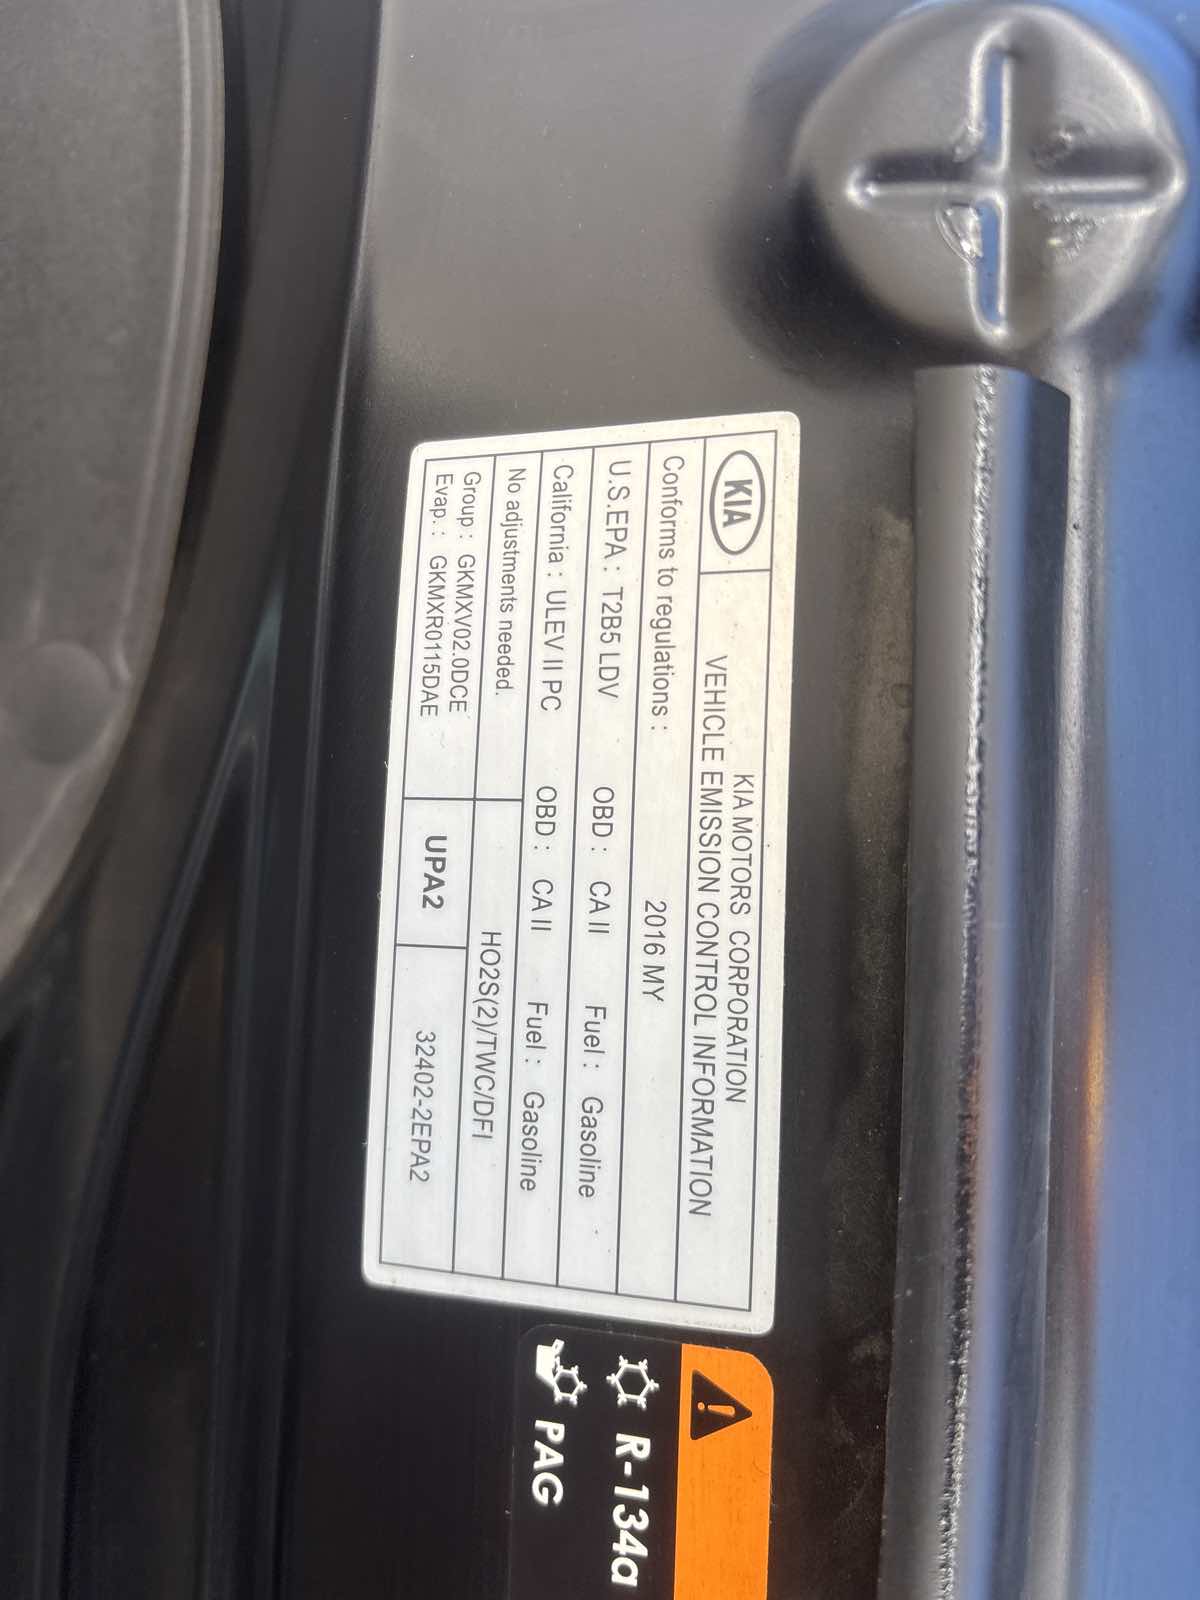 KIA
KIA MOTORS CORPORATION
VEHICLE EMISSION CONTROL INFORMATION
Conforms to regulations : 2016 MY
U.S.EPA : T2B5 LDV OBD : CA II Fuel : Gasoline
California : ULEV II PC OBD : CA II Fuel : Gasoline
No adjustments needed. HO2S(2)/TWC/DFI
Group : GKMXV02.0DCE
Evap. : GKMXR0115DAE
UPA2
32402-2EPA2
R-134a
PAG